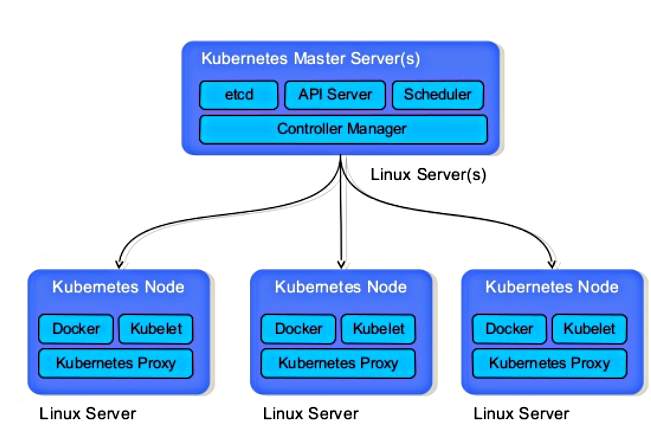 Kubernetes Master Server(s)
etcd
API Server
Scheduler
Controller Manager
Linux Server(s)
Kubernetes Node
Docker
Kubelet
Kubernetes Proxy
Linux Server
Kubernetes Node
Docker
Kubelet
Kubernetes Proxy
Linux Server
Kubernetes Node
Docker
Kubelet
Kubernetes Proxy
Linux Server